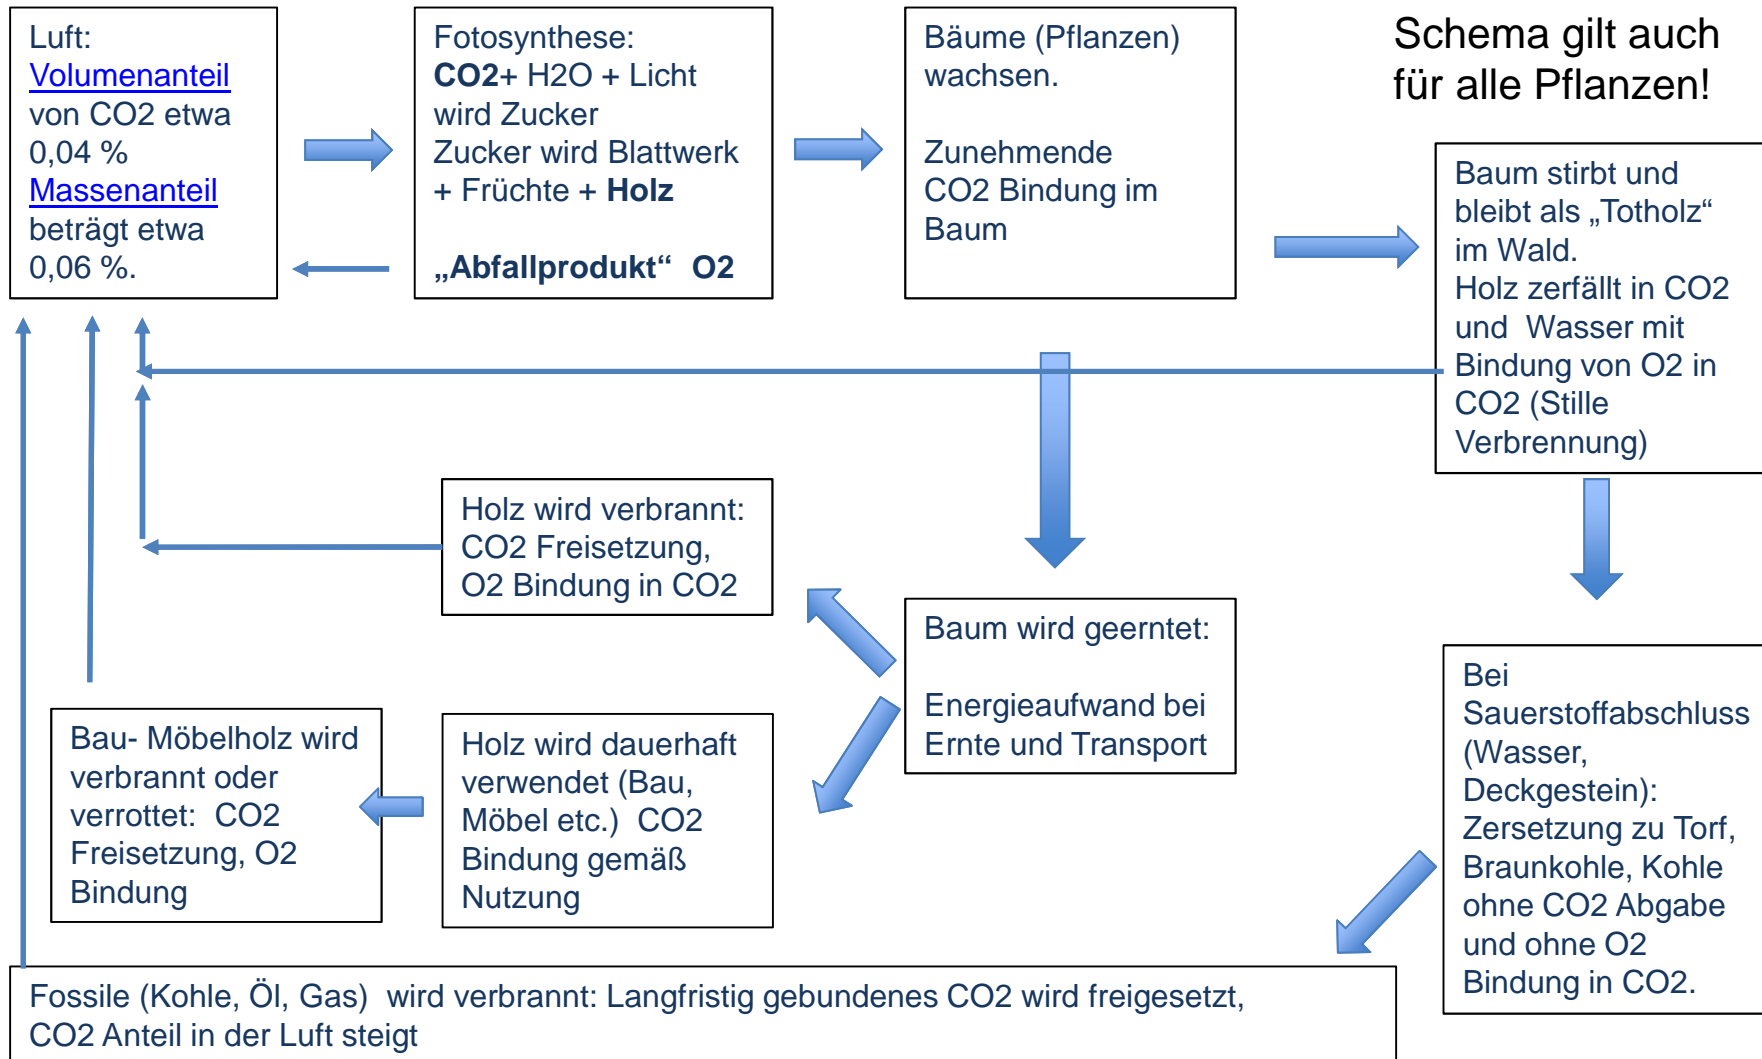 Luft:
Volumenanteil
von CO2 etwa
0,04 %
Massenanteil
beträgt etwa
0,06 %.
Fotosynthese:
CO2+ H2O + Licht
wird Zucker
Zucker wird Blattwerk
+ Früchte + Holz
„Abfallprodukt“ O2
Bäume (Pflanzen)
wachsen.
Zunehmende
CO2 Bindung im
Baum
Schema gilt auch
für alle Pflanzen!
Baum stirbt und
bleibt als „Totholz“
im Wald.
Holz zerfällt in CO2
und Wasser mit
Bindung von O2 in
CO2 (Stille
Verbrennung)
Holz wird verbrannt:
CO2 Freisetzung,
O2 Bindung in CO2
Baum wird geerntet:
Energieaufwand bei
Ernte und Transport
Bau- Möbelholz wird
verbrannt oder
verrottet: CO2
Freisetzung, O2
Bindung
Holz wird dauerhaft
verwendet (Bau,
Möbel etc.) CO2
Bindung gemäß
Nutzung
Bei
Sauerstoffabschluss
(Wasser,
Deckgestein):
Zersetzung zu Torf,
Braunkohle, Kohle
ohne CO2 Abgabe
und ohne O2
Bindung in CO2.
Fossile (Kohle, Öl, Gas) wird verbrannt: Langfristig gebundenes CO2 wird freigesetzt,
CO2 Anteil in der Luft steigt